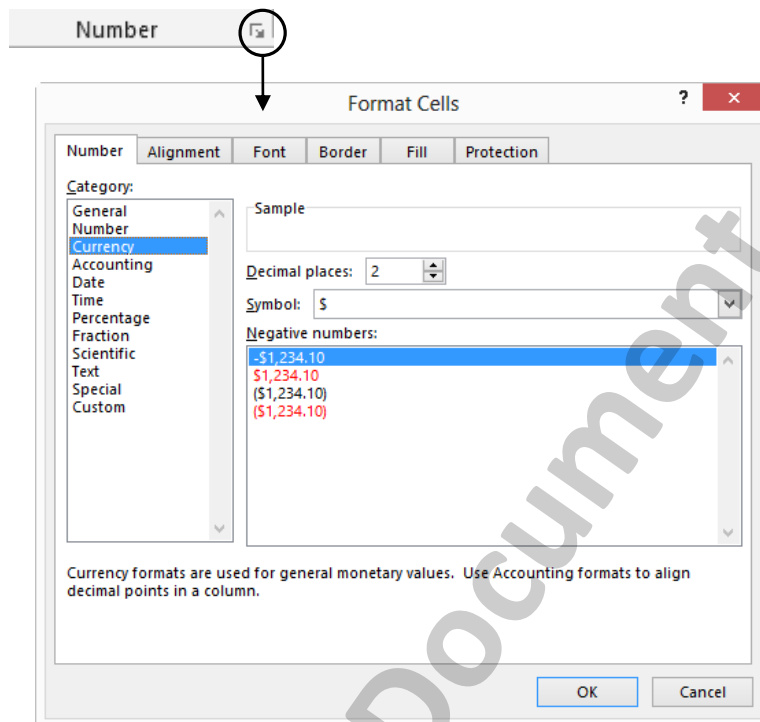 Number
Format Cells
?
Number Alignment Font Border Fill Protection
Category:
General
Number
Currency
Accounting
Date
Time
Percentage
Fraction
Scientific
Text
Special
Custom
Sample
Decimal places: 2
Symbol: $
Negative numbers:
-$1,234.10
$1,234.10
($1,234.10)
($1,234.10)
Currency formats are used for general monetary values. Use Accounting formats to align
decimal points in a column.
OK Cancel
Document